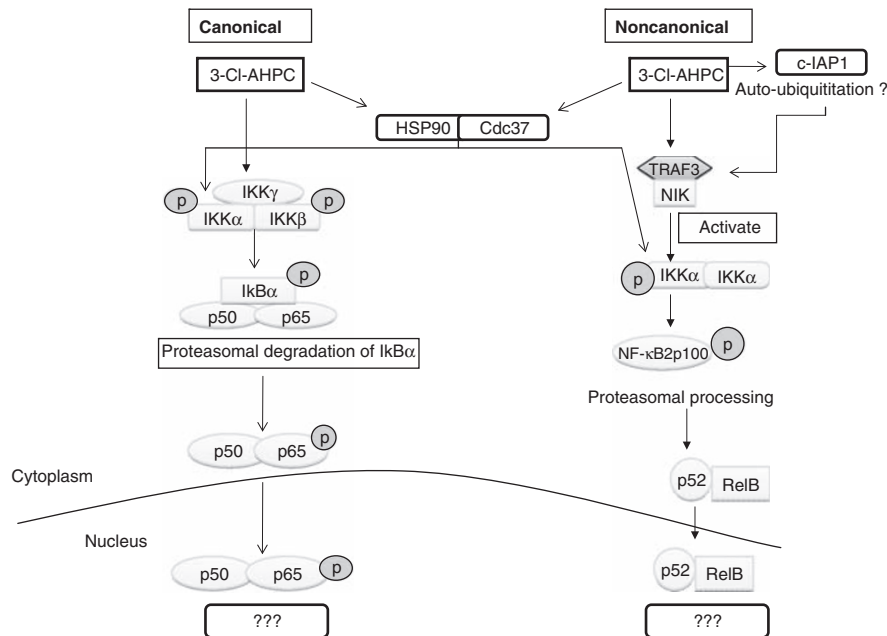 Canonical
Noncanonical
3-Cl-AHPC
3-Cl-AHPC
c-IAP1
Auto-ubiquititation ?
HSP90
Cdc37
TRAF3
NIK
p
IKKγ
p
IKKα
IKKβ
Activate
p
IKKα
IKKα
p
IkBα
p50
p65
NF-κB2p100
p
Proteasomal degradation of IkBα
Proteasomal processing
p50
p65
p
Cytoplasm
p52
RelB
Nucleus
p50
p65
p
p52
RelB
???
???